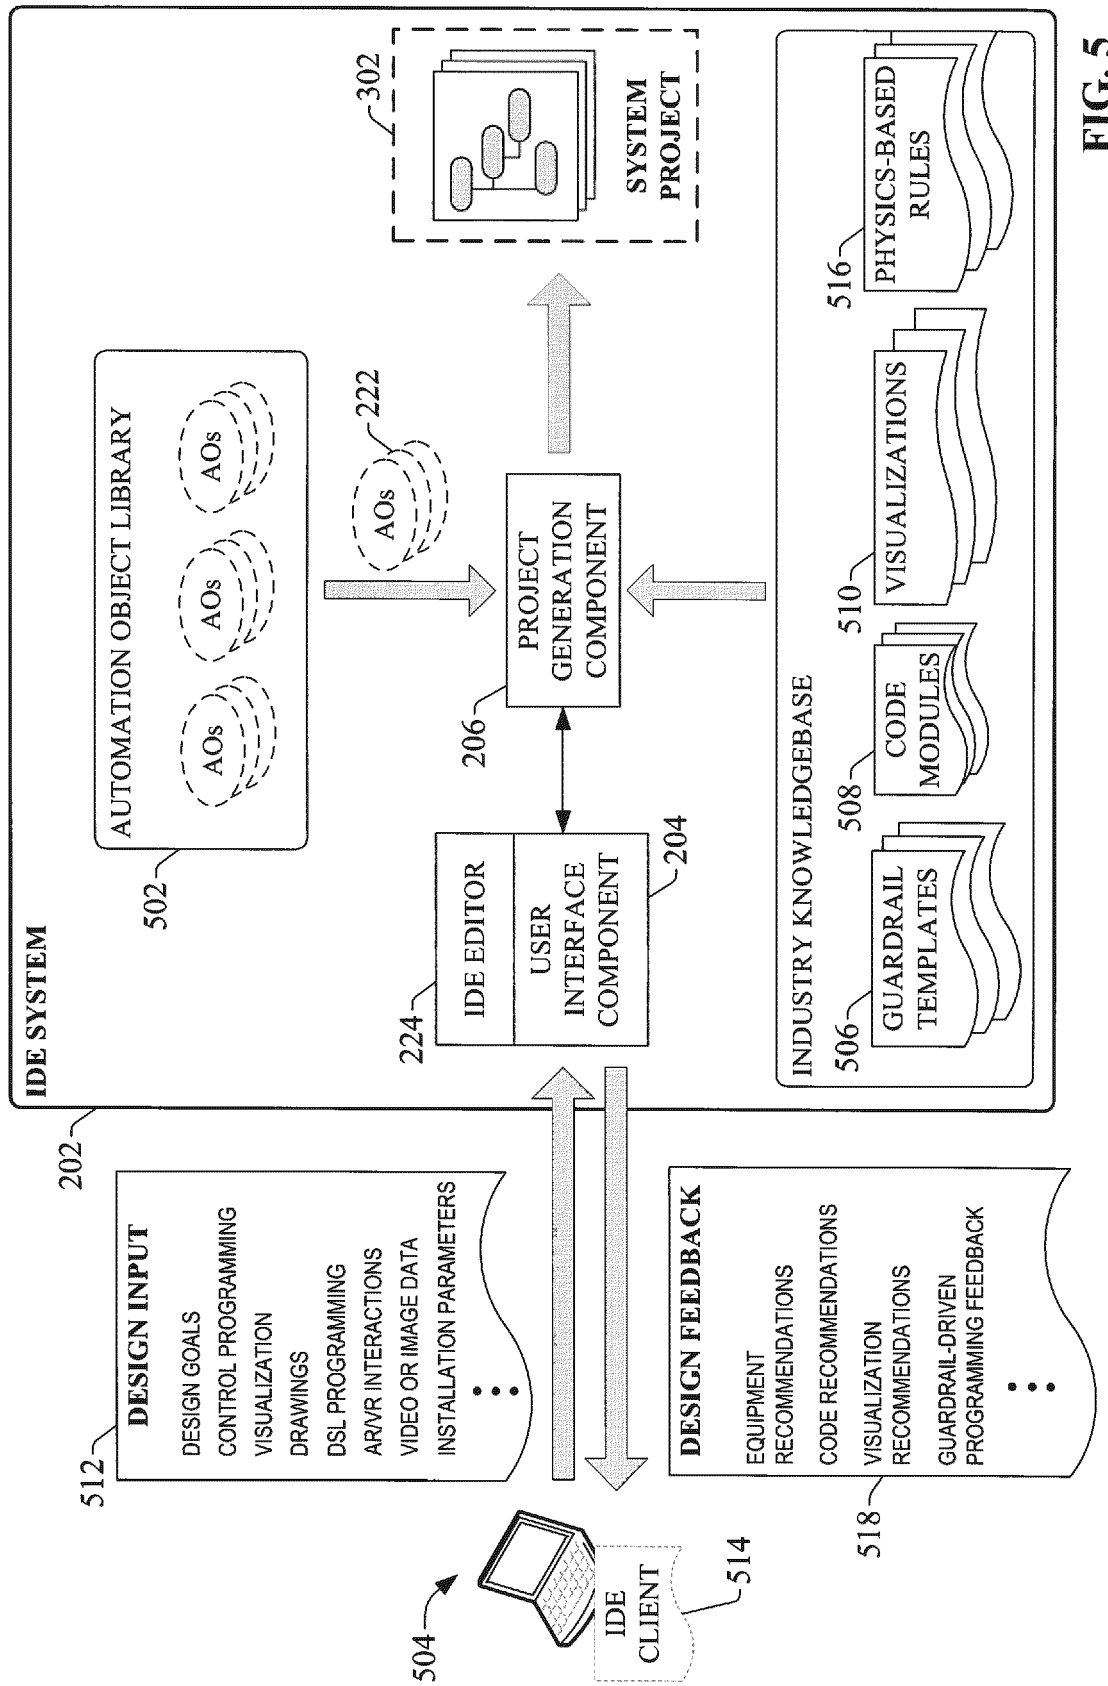 IDE SYSTEM
202
AUTOMATION OBJECT LIBRARY
502
AOs
AOs
AOs
AOs
222
302
SYSTEM
PROJECT
DESIGN INPUT
512
DESIGN GOALS
CONTROL PROGRAMMING
VISUALIZATION
DRAWINGS
DSL PROGRAMMING
AR/VR INTERACTIONS
VIDEO OR IMAGE DATA
INSTALLATION PARAMETERS
504
IDE
CLIENT
514
224
IDE EDITOR
USER
INTERFACE
COMPONENT
204
206
PROJECT
GENERATION
COMPONENT
DESIGN FEEDBACK
518
EQUIPMENT
RECOMMENDATIONS
CODE RECOMMENDATIONS
VISUALIZATION
RECOMMENDATIONS
GUARDRAIL-DRIVEN
PROGRAMMING FEEDBACK
INDUSTRY KNOWLEDGEBASE
506
GUARDRAIL
TEMPLATES
508
CODE
MODULES
510
VISUALIZATIONS
516
PHYSICS-BASED
RULES
FIG. 5